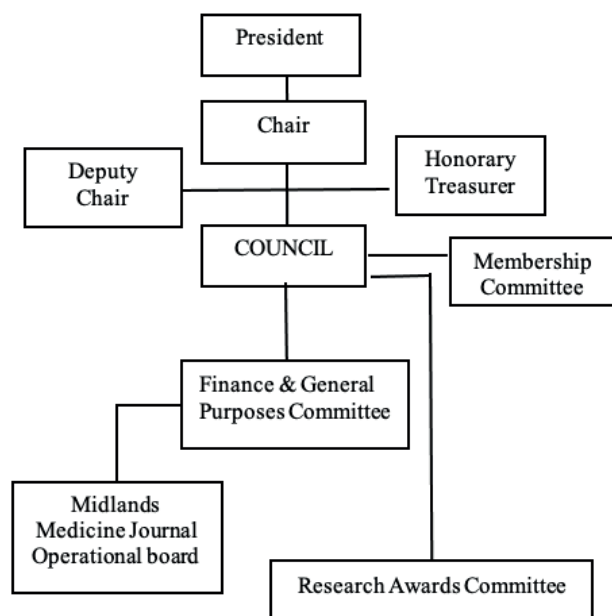 President
Chair
Deputy
Chair
Honorary
Treasurer
COUNCIL
Membership
Committee
Finance & General
Purposes Committee
Midlands
Medicine Journal
Operational board
Research Awards Committee